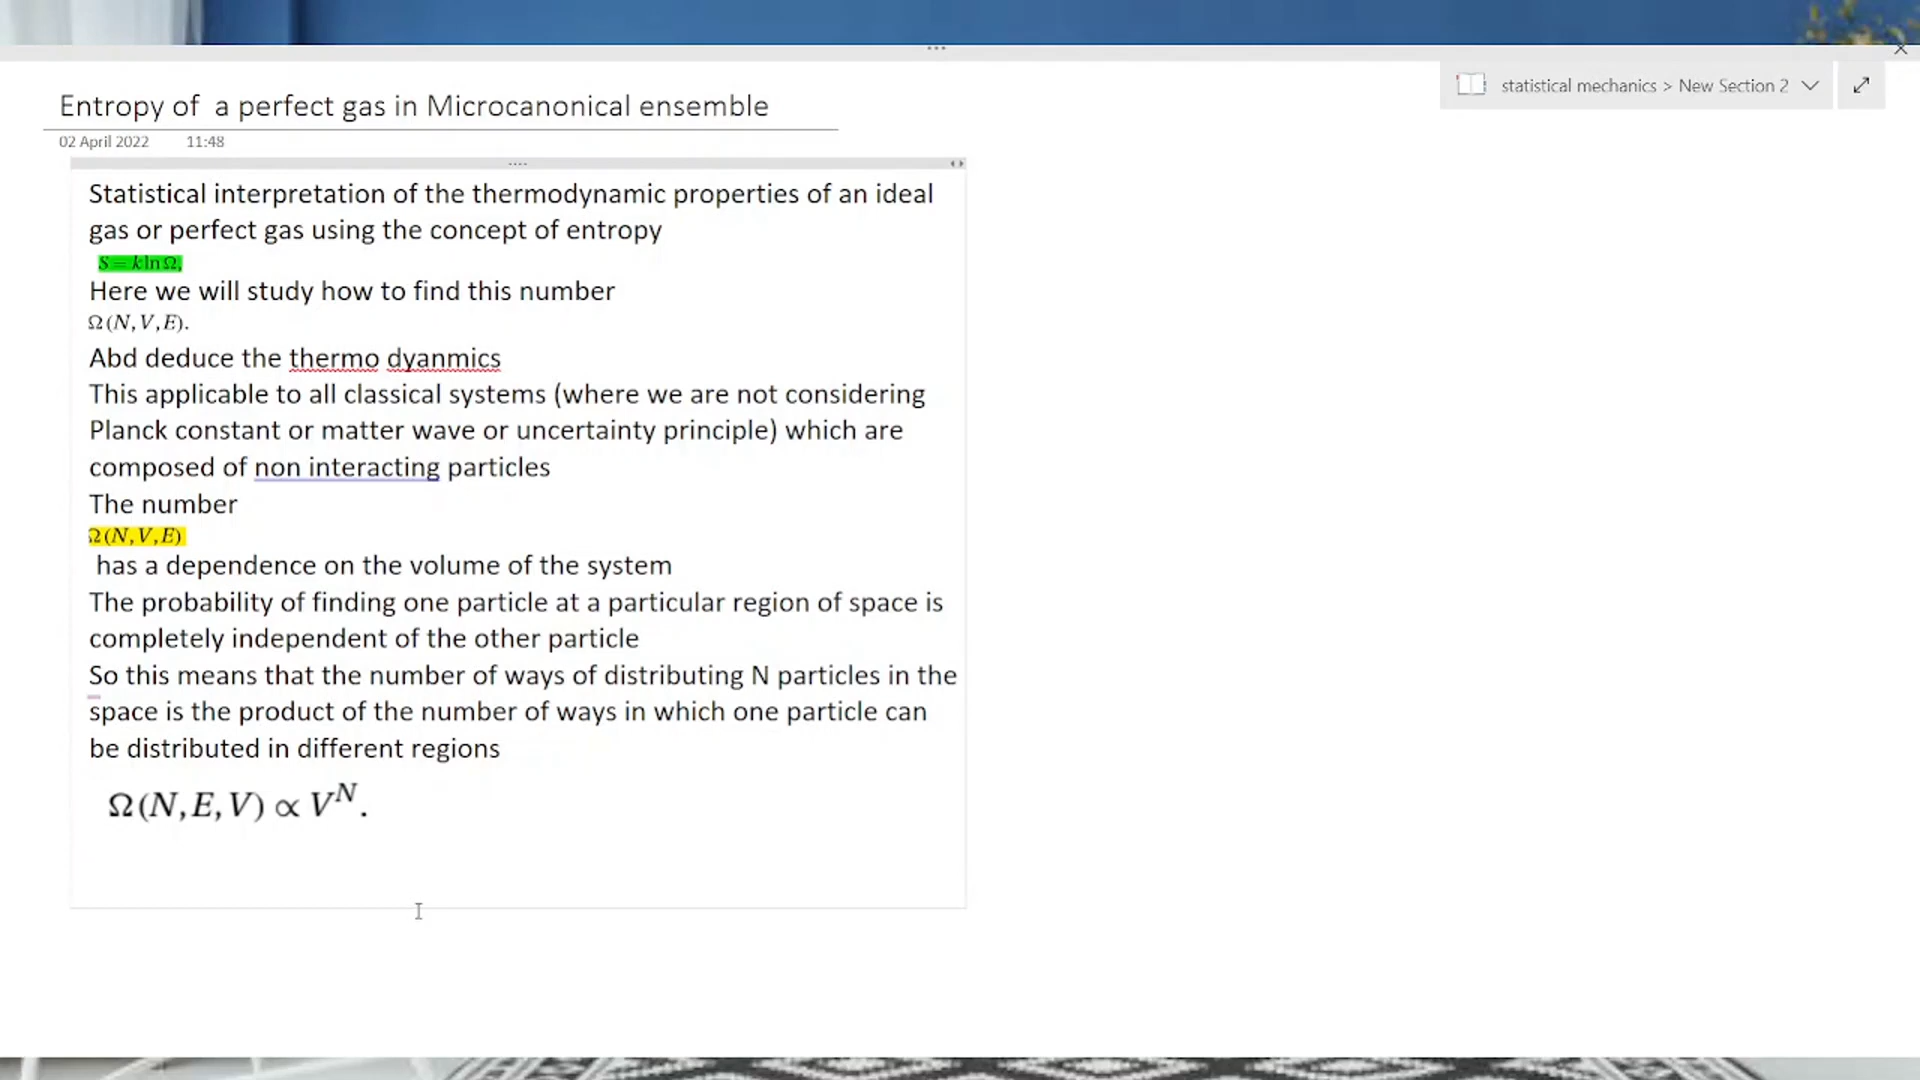 statistical mechanics > New Section 2
Entropy of a perfect gas in Microcanonical ensemble
02 April 2022 11:48
Statistical interpretation of the thermodynamic properties of an ideal
gas or perfect gas using the concept of entropy
S = k ln Ω,
Here we will study how to find this number
Ω (N, V, E).
Abd deduce the thermo dyanmics
This applicable to all classical systems (where we are not considering
Planck constant or matter wave or uncertainty principle) which are
composed of non interacting particles
The number
Ω (N, V, E)
has a dependence on the volume of the system
The probability of finding one particle at a particular region of space is
completely independent of the other particle
So this means that the number of ways of distributing N particles in the
space is the product of the number of ways in which one particle can
be distributed in different regions
Ω (N, E, V) ∝ V^N.